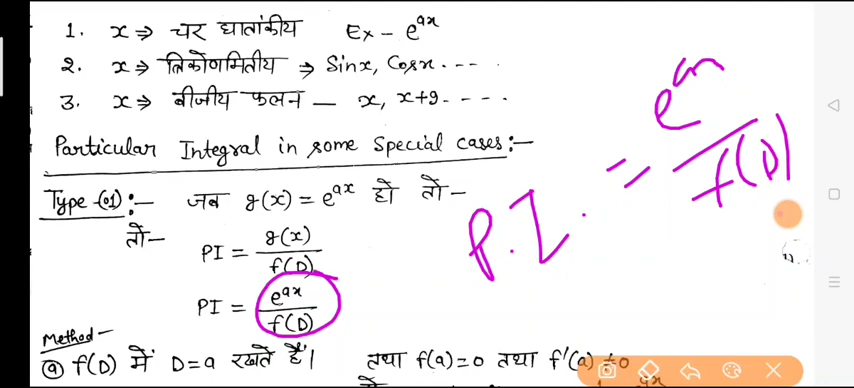 1. x ⇒ चर घातांकीय Ex - e^ax
2. x ⇒ त्रिकोणमितीय ⇒ Sinx, Cosx ----
3. x ⇒ बीजीय फलन — x, x+9 - ----
Particular Integral in some Special cases:-
Type-(01):- जब g(x) = e^ax हो तो-
तो-
PI = g(x)/f(D)
PI = e^ax/f(D)
P.I. = e^ax/f(D)
Method-
ⓐ f(D) में D=a रखते हैं। तथा f(a)=0 तथा f'(a)≠0